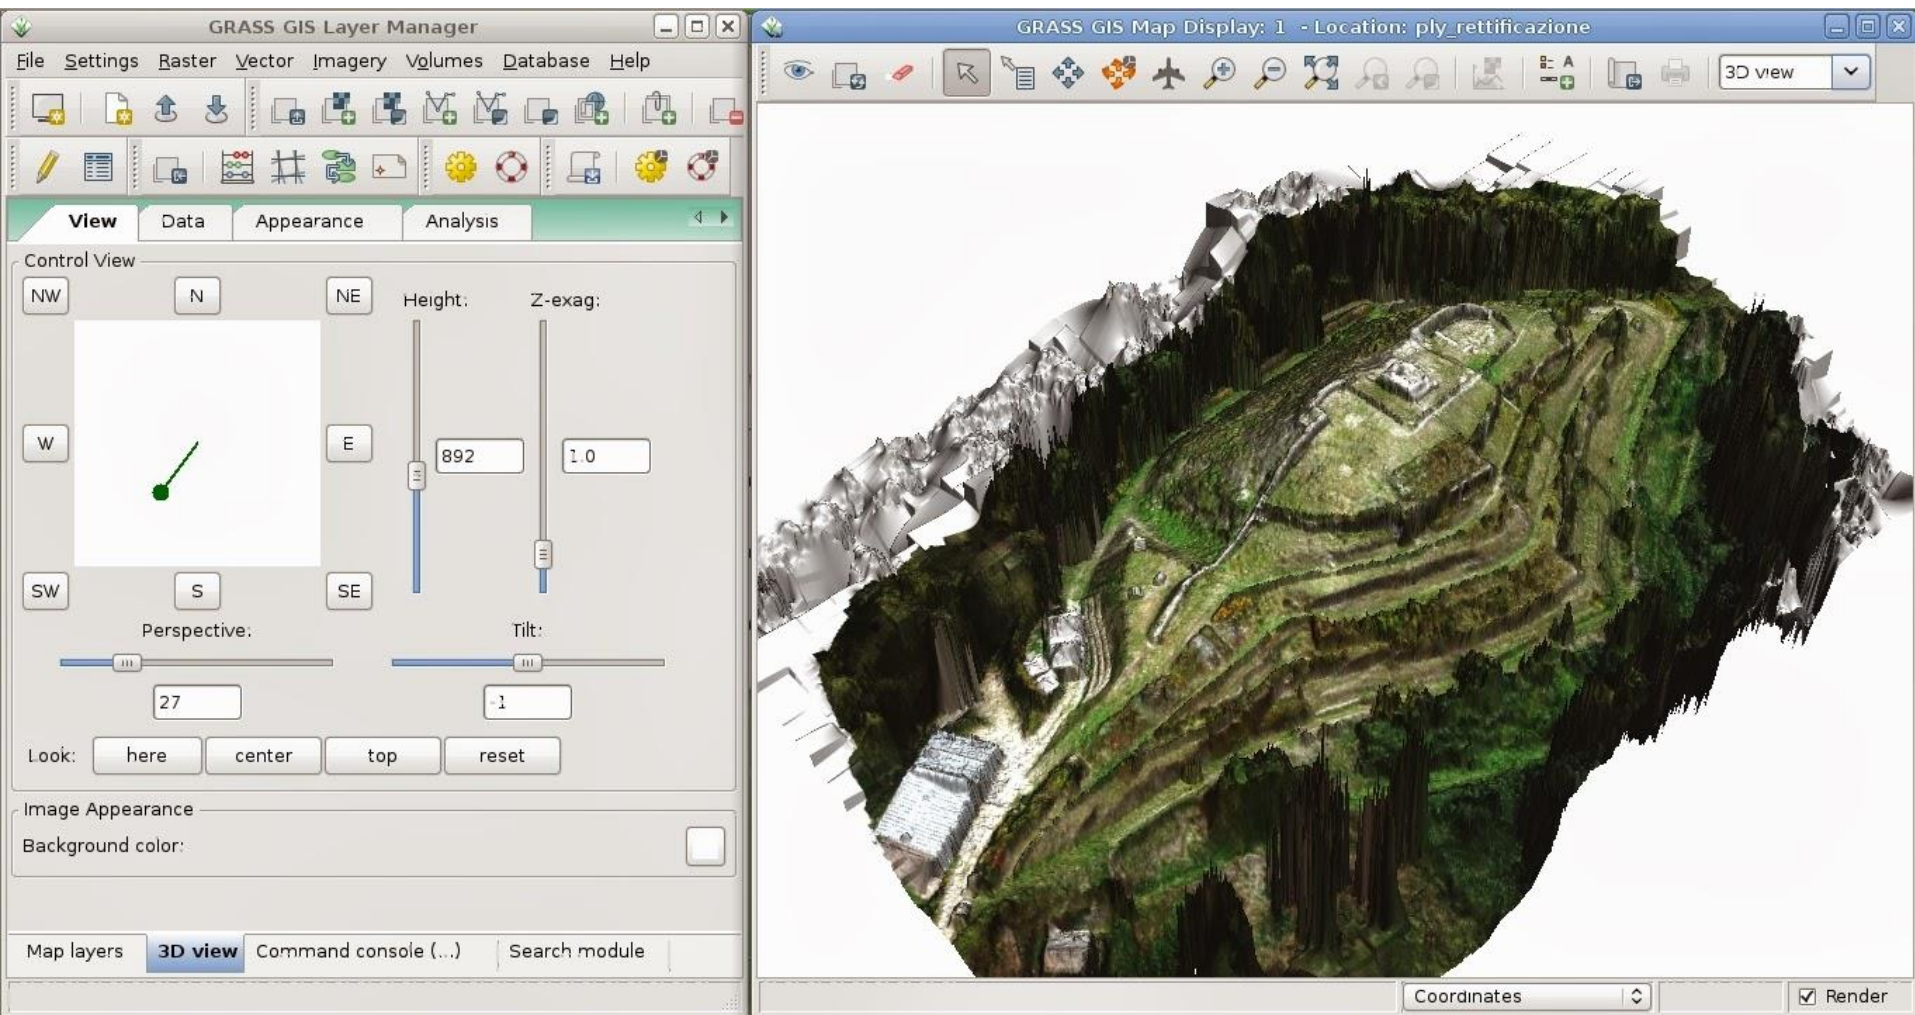 GRASS GIS Layer Manager
File Settings Raster Vector Imagery Volumes Database Help
View Data Appearance Analysis
Control View
NW N NE
Height: Z-exag:
W E
892 1.0
SW S SE
Perspective: Tilt:
27 -1
Look: here center top reset
Image Appearance
Background color:
Map layers 3D view Command console (...) Search module
GRASS GIS Map Display: 1 - Location: ply_rettificazione
3D view
Coordinates
Render